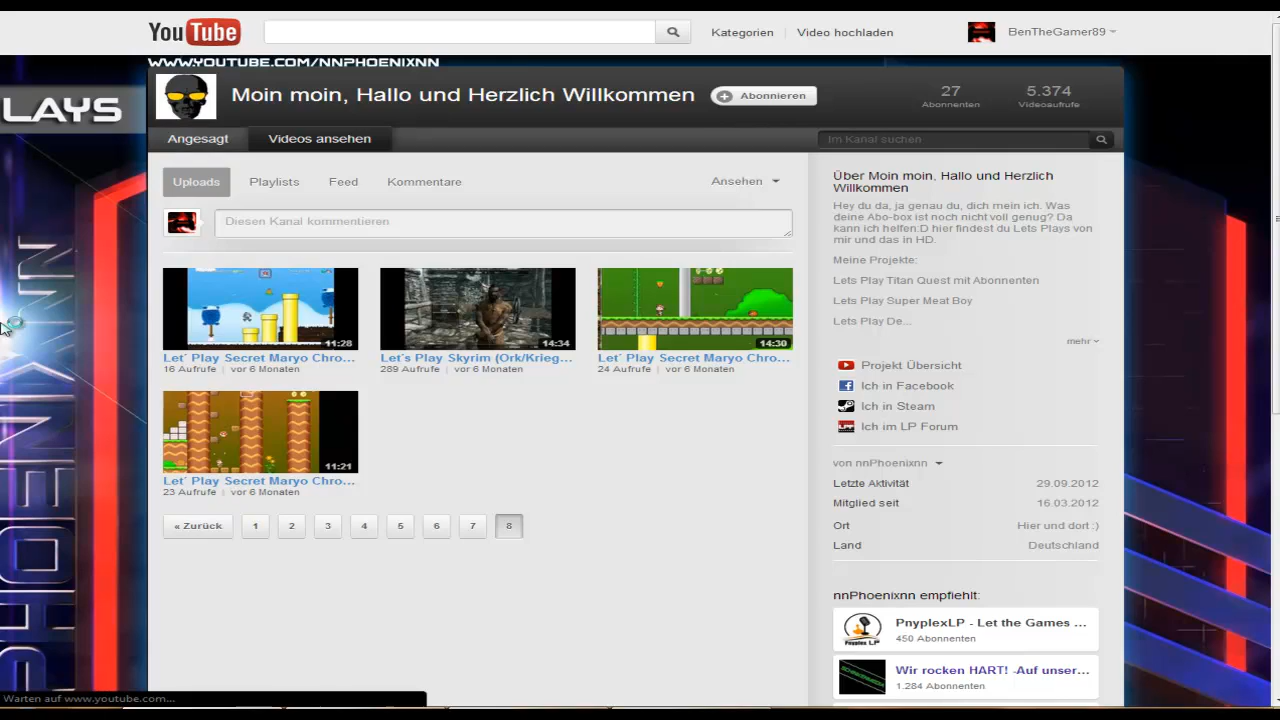 YouTube
Kategorien
Video hochladen
BenTheGamer89
WWW.YOUTUBE.COM/NNPHOENIXNN
LAYS
Moin moin, Hallo und Herzlich Willkommen
Abonnieren
27
Abonnenten
5.374
Videoaufrufe
Angesagt
Videos ansehen
Im Kanal suchen
Uploads
Playlists
Feed
Kommentare
Ansehen
Diesen Kanal kommentieren
11:28
14:34
14:30
Let´ Play Secret Maryo Chro...
16 Aufrufe | vor 6 Monaten
Let´s Play Skyrim (Ork/Krieg...
289 Aufrufe | vor 6 Monaten
Let´ Play Secret Maryo Chro...
24 Aufrufe | vor 6 Monaten
11:21
Let´ Play Secret Maryo Chro...
23 Aufrufe | vor 6 Monaten
« Zurück 1 2 3 4 5 6 7 8
Über Moin moin, Hallo und Herzlich
Willkommen
Hey du da, ja genau du, dich mein ich. Was
deine Abo-box ist noch nicht voll genug? Da
kann ich helfen:D hier findest du Lets Plays von
mir und das in HD.
Meine Projekte:
Lets Play Titan Quest mit Abonnenten
Lets Play Super Meat Boy
Lets Play De...
mehr
Projekt Übersicht
Ich in Facebook
Ich in Steam
Ich im LP Forum
von nnPhoenixnn
Letzte Aktivität 29.09.2012
Mitglied seit 16.03.2012
Ort Hier und dort :)
Land Deutschland
nnPhoenixnn empfiehlt:
PnyplexLP - Let the Games ...
450 Abonnenten
Wir rocken HART! -Auf unser...
1.284 Abonnenten
NNPHOENIXNN
Warten auf www.youtube.com...